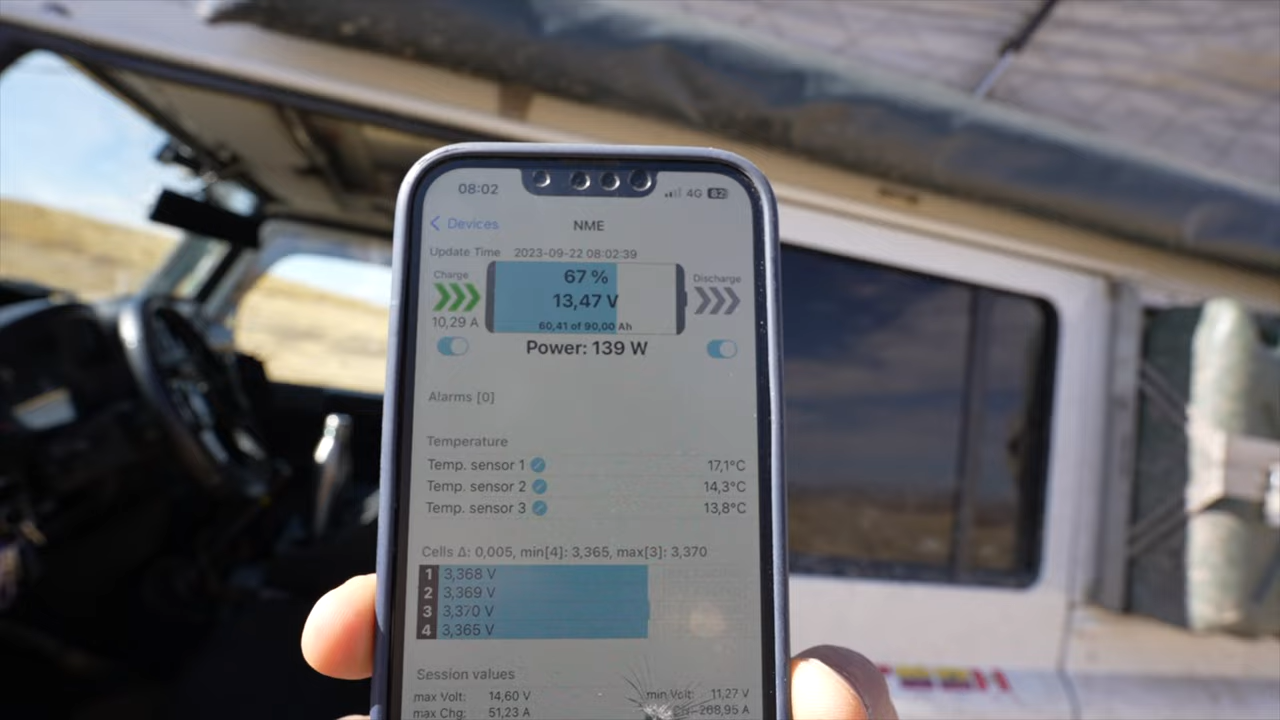 08:02 4G 82
Devices NME
Update Time 2023-09-22 08:02:39
Charge 67 % Discharge
13,47 V
10,29 A 60,41 of 90,00 Ah
Power: 139 W
Alarms [0]
Temperature
Temp. sensor 1 17,1°C
Temp. sensor 2 14,3°C
Temp. sensor 3 13,8°C
Cells Δ: 0,005, min[4]: 3,365, max[3]: 3,370
1 3,368 V
2 3,369 V
3 3,370 V
4 3,365 V
Session values
max Volt: 14,60 V min Volt: 11,27 V
max Chg: 51,23 A -268,95 A